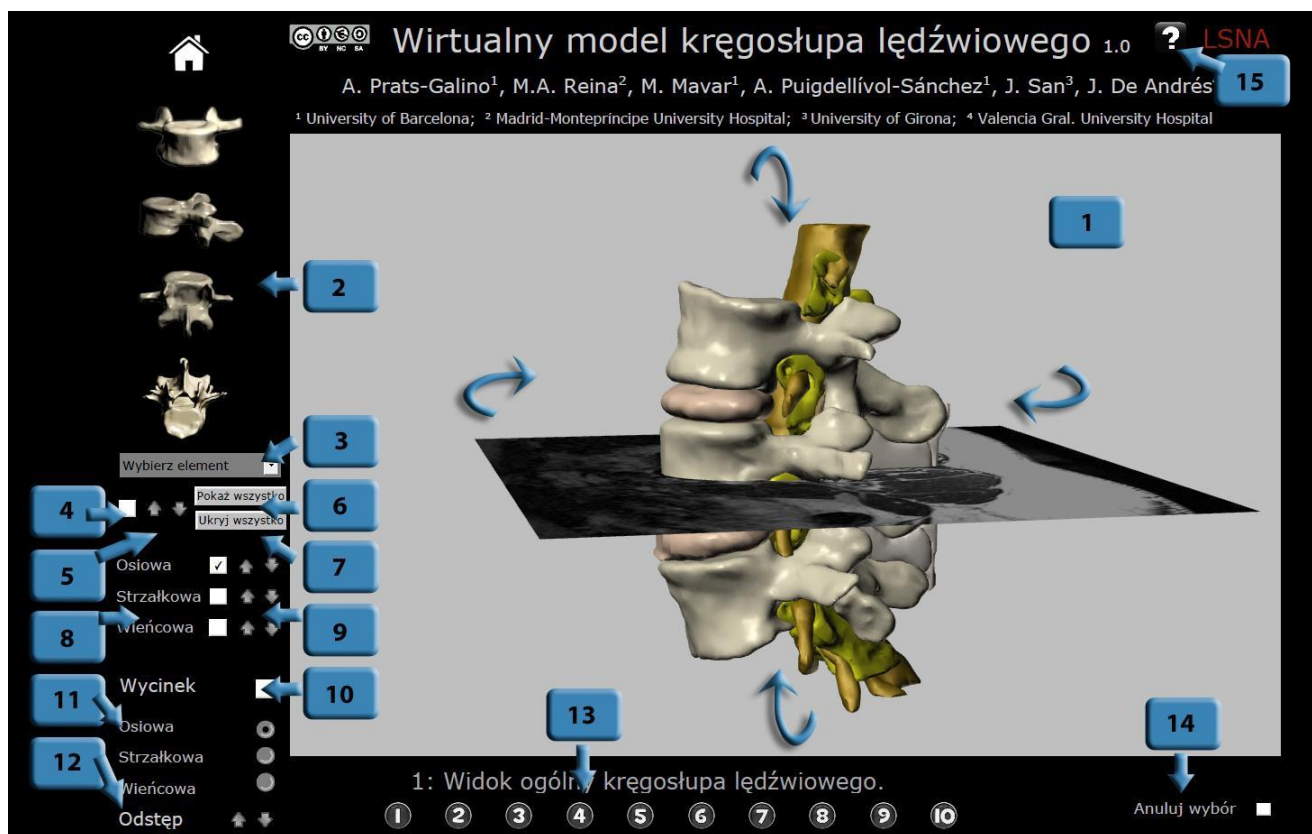 cc BY NC SA
Wirtualny model kręgosłupa lędźwiowego 1.0 ? LSNA
15
A. Prats-Galino¹, M.A. Reina², M. Mavar¹, A. Puigdellívol-Sánchez¹, J. San³, J. De Andrés
¹ University of Barcelona; ² Madrid-Montepríncipe University Hospital; ³ University of Girona; ⁴ Valencia Gral. University Hospital
1
2
3
Wybierz element
4
Pokaż wszystko
6
Ukryj wszystko
5
7
Osiowa
Strzałkowa
8
9
Wieńcowa
Wycinek
10
11
Osiowa
12
Strzałkowa
Wieńcowa
Odstęp
13
14
1: Widok ogólny kręgosłupa lędźwiowego.
1 2 3 4 5 6 7 8 9 10
Anuluj wybór